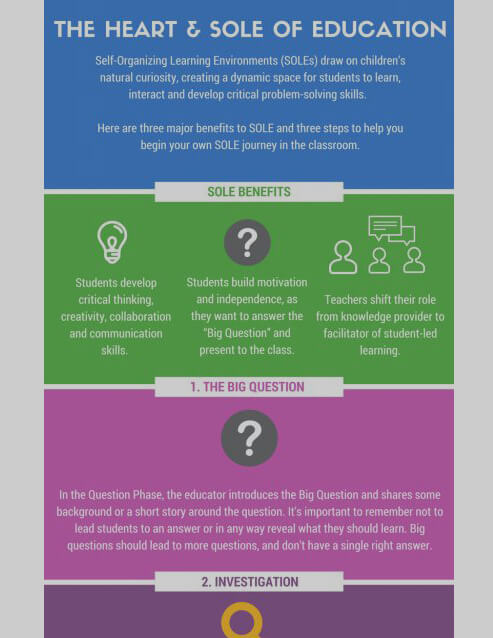 THE HEART & SOLE OF EDUCATION
Self-Organizing Learning Environments (SOLEs) draw on children's
natural curiosity, creating a dynamic space for students to learn,
interact and develop critical problem-solving skills.
Here are three major benefits to SOLE and three steps to help you
begin your own SOLE journey in the classroom.
SOLE BENEFITS
Students develop
critical thinking,
creativity, collaboration
and communication
skills.
?
Students build motivation
and independence, as
they want to answer the
"Big Question" and
present to the class.
Teachers shift their role
from knowledge provider to
facilitator of student-led
learning.
1. THE BIG QUESTION
?
In the Question Phase, the educator introduces the Big Question and shares some
background or a short story around the question. It's important to remember not to
lead students to an answer or in any way reveal what they should learn. Big
questions should lead to more questions, and don't have a single right answer.
2. INVESTIGATION